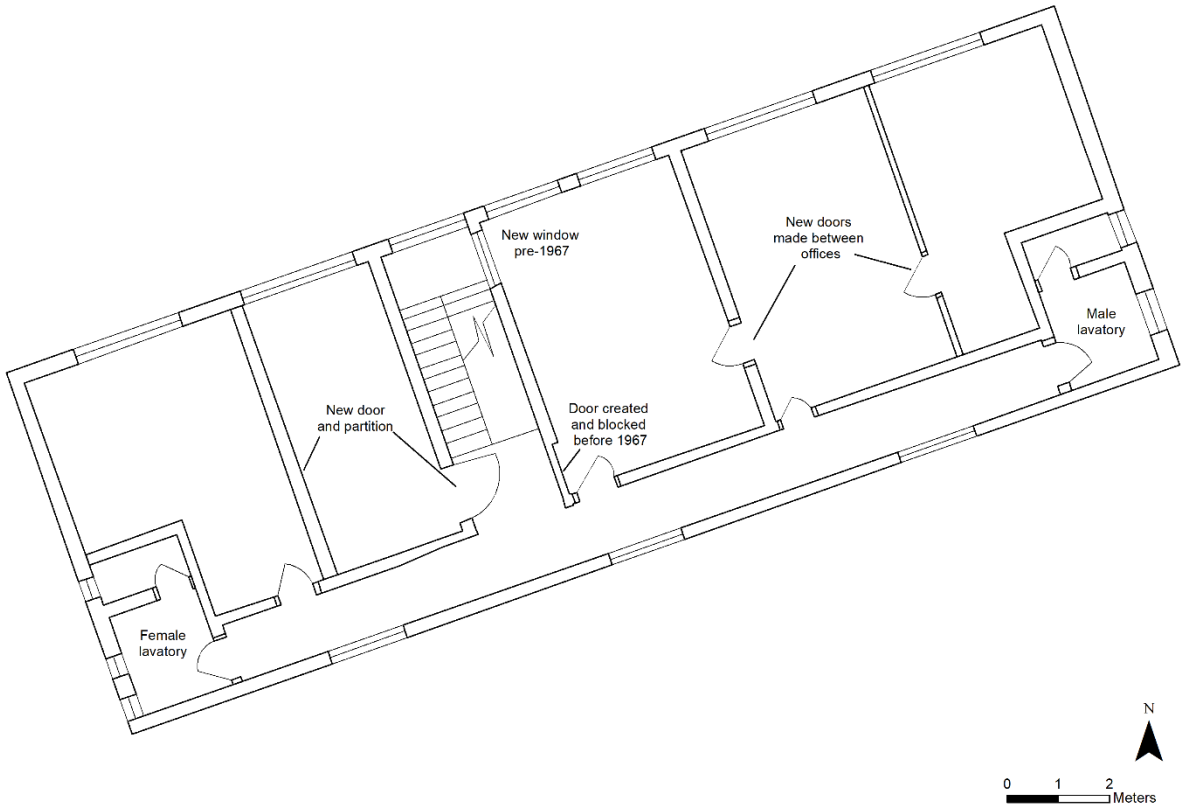 New window
pre-1967
New doors
made between
offices
Male
lavatory
New door
and partition
Door created
and blocked
before 1967
Female
lavatory
N
0 1 2
Meters